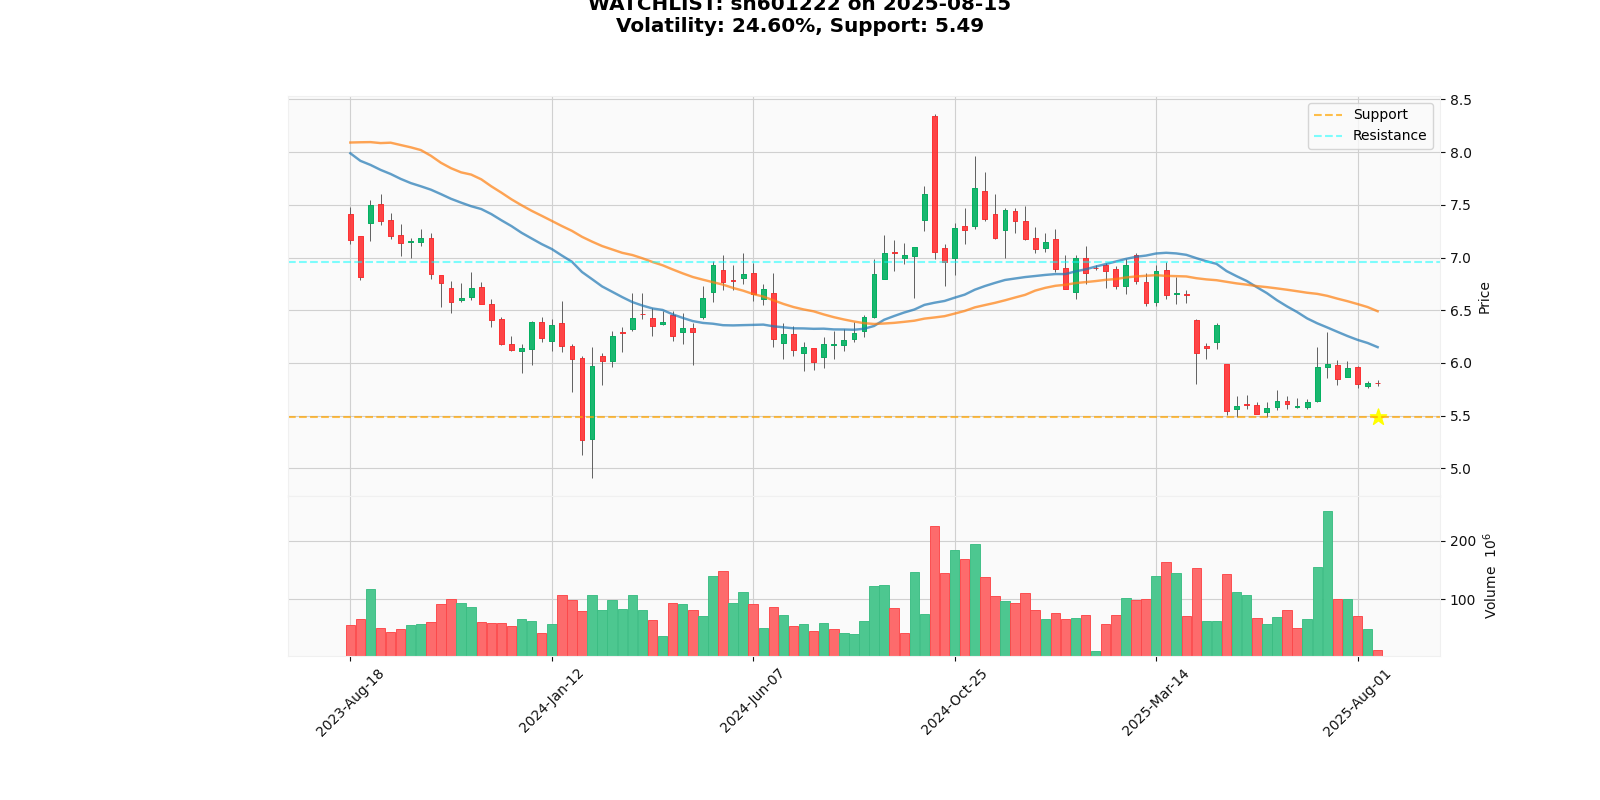 WATCHLIST: sh601222 on 2025-08-15
Volatility: 24.60%, Support: 5.49
Support
Resistance
8.5
8.0
7.5
7.0
6.5
6.0
5.5
5.0
Price
200
100
Volume 10⁶
2023-Aug-18
2024-Jan-12
2024-Jun-07
2024-Oct-25
2025-Mar-14
2025-Aug-01